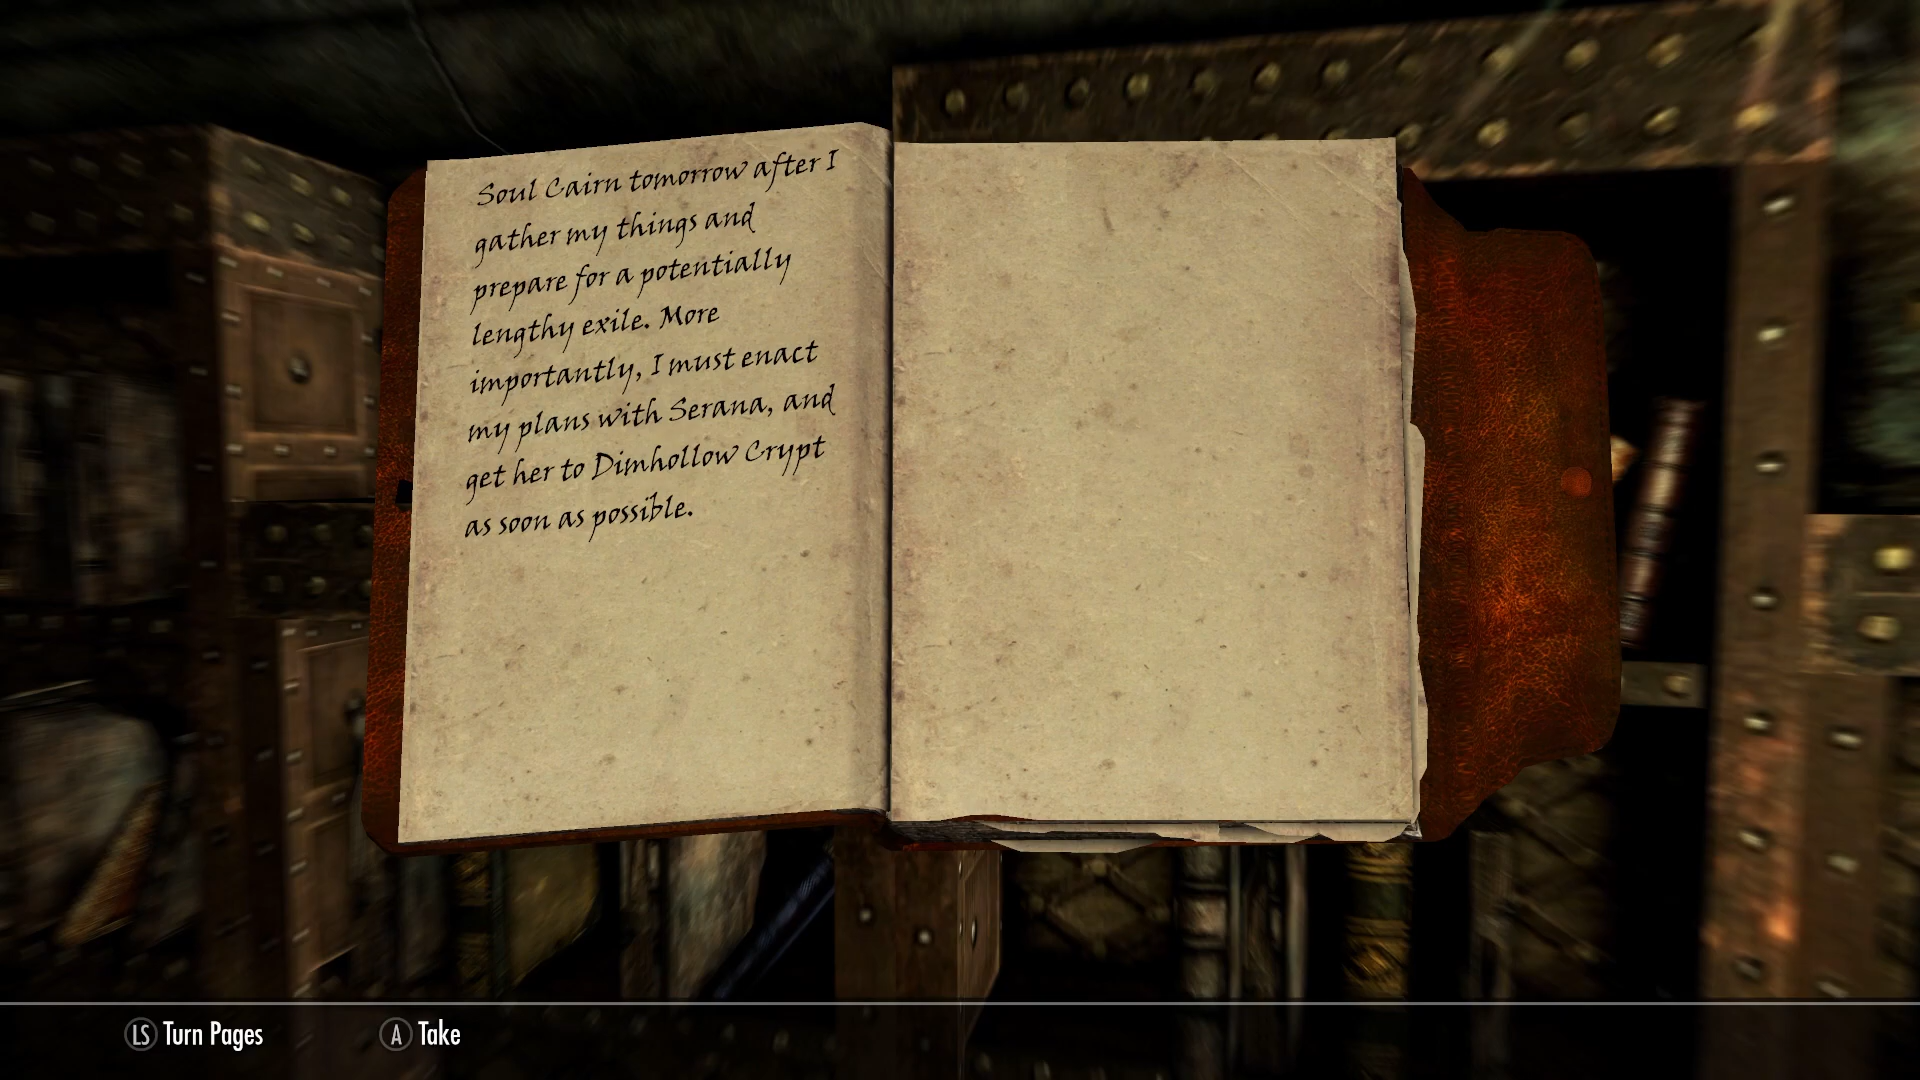 Soul Cairn tomorrow after I
gather my things and
prepare for a potentially
lengthy exile. More
importantly, I must enact
my plans with Serana, and
get her to Dimhollow Crypt
as soon as possible.
LS Turn Pages
A Take